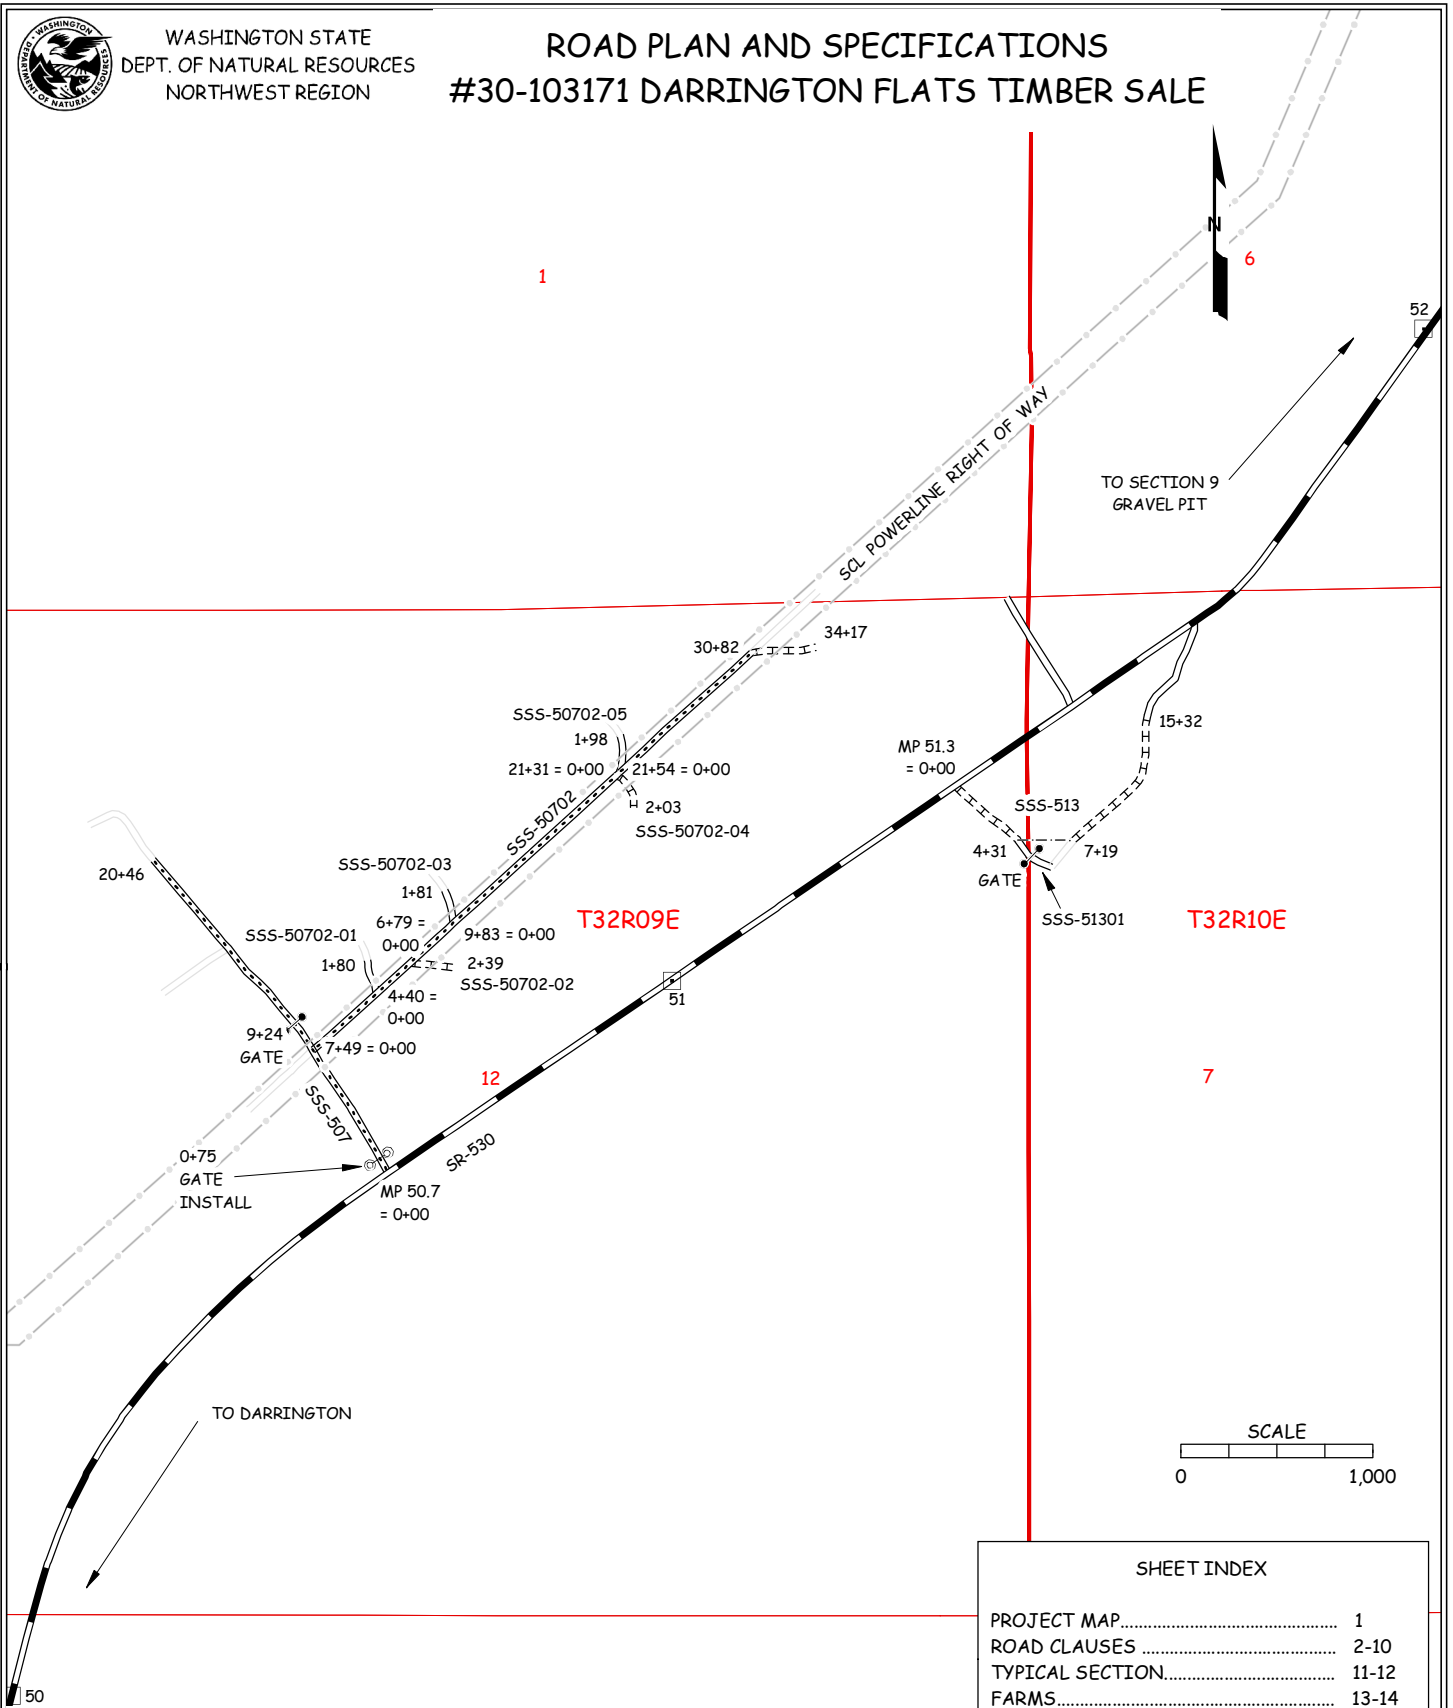 WASHINGTON STATE
DEPT. OF NATURAL RESOURCES
NORTHWEST REGION
WASHINGTON
DEPARTMENT OF NATURAL RESOURCES
ROAD PLAN AND SPECIFICATIONS
#30-103171 DARRINGTON FLATS TIMBER SALE
N
1
6
52
TO SECTION 9
GRAVEL PIT
SCL POWERLINE RIGHT OF WAY
30+82
34+17
SSS-50702-05
1+98
21+31 = 0+00
21+54 = 0+00
2+03
SSS-50702-04
SSS-50702
MP 51.3
= 0+00
15+32
SSS-513
4+31
7+19
GATE
SSS-51301
20+46
SSS-50702-03
1+81
6+79 =
0+00
9+83 = 0+00
T32R09E
T32R10E
SSS-50702-01
1+80
2+39
SSS-50702-02
4+40 =
0+00
51
9+24
GATE
7+49 = 0+00
12
7
SSS-507
SR-530
0+75
GATE
INSTALL
MP 50.7
= 0+00
TO DARRINGTON
SCALE
0 1,000
50
SHEET INDEX
PROJECT MAP............................................... 1
ROAD CLAUSES .......................................... 2-10
TYPICAL SECTION..................................... 11-12
FARMS............................................................ 13-14